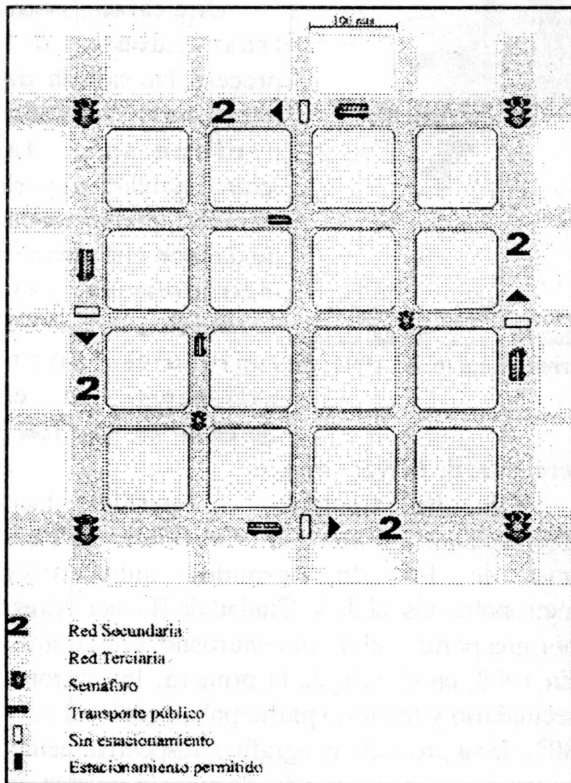 100 mts
2
2
2
2
2 Red Secundaria
Red Terciaria
Semáforo
Transporte público
Sin estacionamiento
Estacionamiento permitido